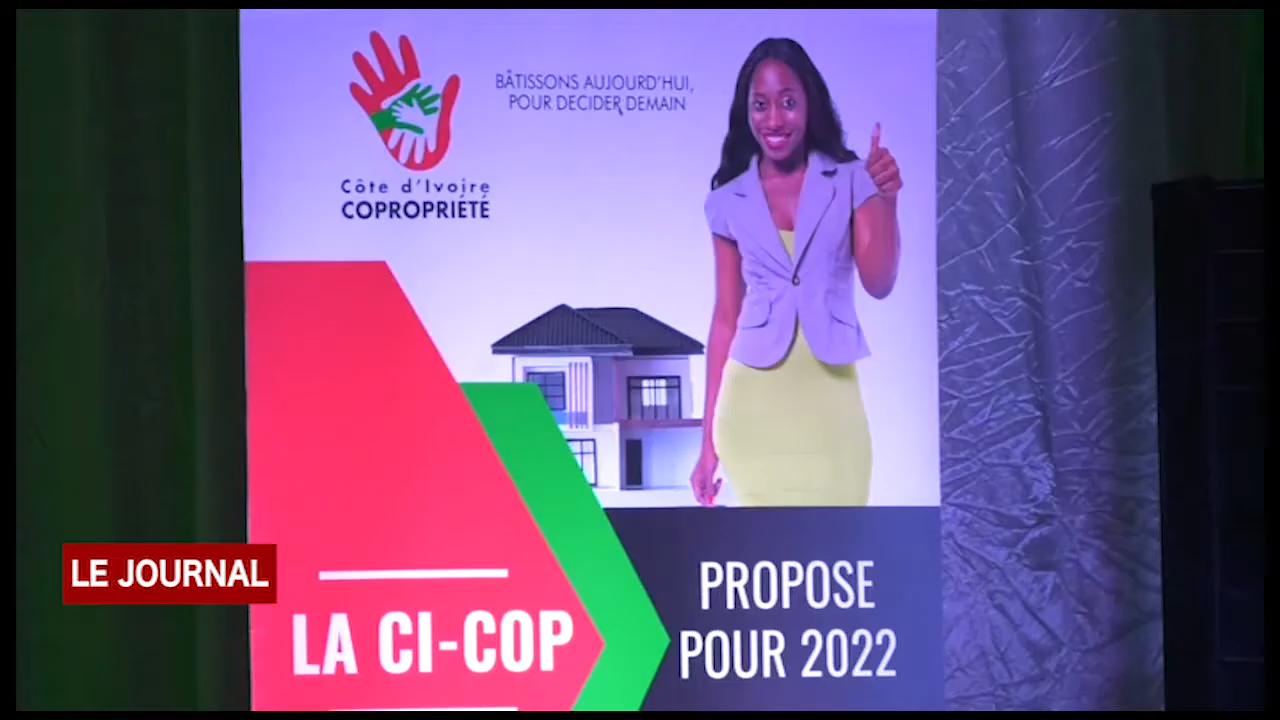 BÂTISSONS AUJOURD'HUI,
POUR DECIDER DEMAIN
Côte d'Ivoire
COPROPRIÉTÉ
LE JOURNAL
LA CI-COP
PROPOSE
POUR 2022